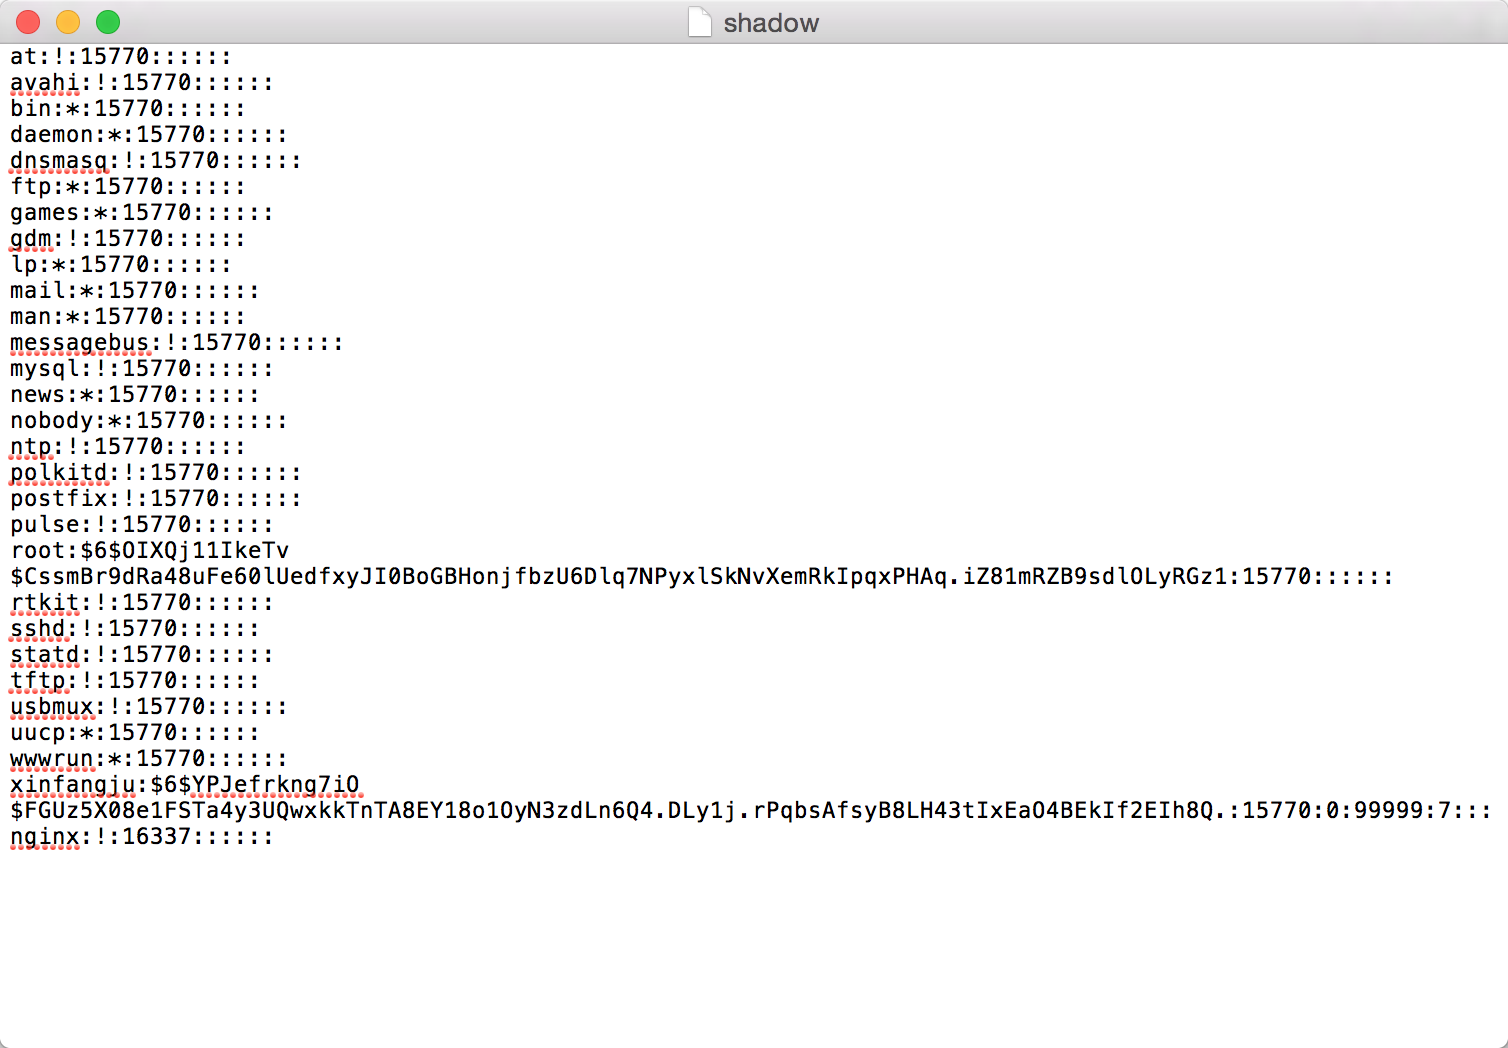 shadow
at:!:15770::::::
avahi:!:15770::::::
bin:*:15770::::::
daemon:*:15770::::::
dnsmasq:!:15770::::::
ftp:*:15770::::::
games:*:15770::::::
gdm:!:15770::::::
lp:*:15770::::::
mail:*:15770::::::
man:*:15770::::::
messagebus:!:15770::::::
mysql:!:15770::::::
news:*:15770::::::
nobody:*:15770::::::
ntp:!:15770::::::
polkitd:!:15770::::::
postfix:!:15770::::::
pulse:!:15770::::::
root:$6$OIXQj11IkeTv
$CssmBr9dRa48uFe60lUedfxyJI0BoGBHonjfbzU6Dlq7NPyxlSkNvXemRkIpqxPHAq.iZ81mRZB9sdlOLyRGz1:15770::::::
rtkit:!:15770::::::
sshd:!:15770::::::
statd:!:15770::::::
tftp:!:15770::::::
usbmux:!:15770::::::
uucp:*:15770::::::
wwwrun:*:15770::::::
xinfangju:$6$YPJefrkng7iO
$FGUz5X08e1FSTa4y3UQwxkkTnTA8EY18o1OyN3zdLn6Q4.DLy1j.rPqbsAfsyB8LH43tIxEaO4BEkIf2EIh8Q.:15770:0:99999:7:::
nginx:!:16337::::::